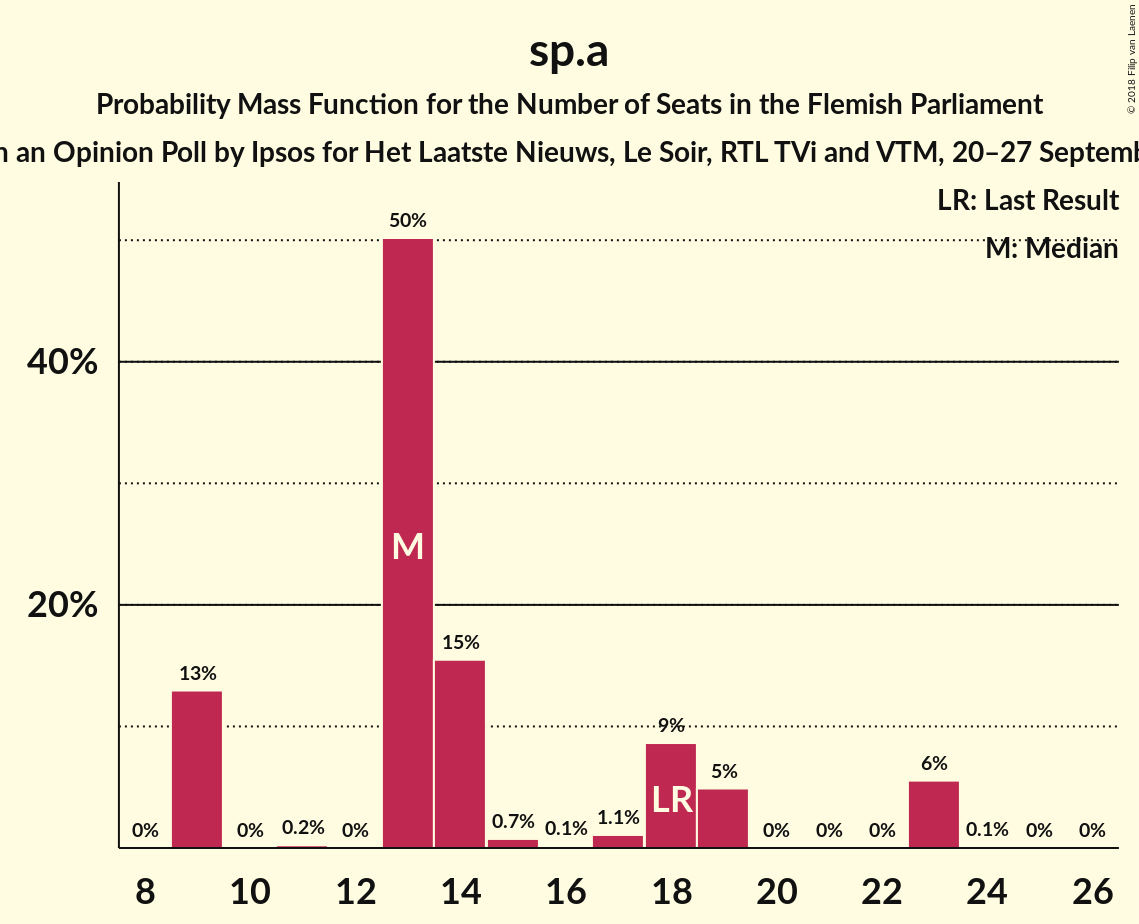 sp.a
Probability Mass Function for the Number of Seats in the Flemish Parliament
an Opinion Poll by Ipsos for Het Laatste Nieuws, Le Soir, RTL TVi and VTM, 20–27
LR: Last Result
M: Median
© 2018 Filip van Laenen
50%
40%
20%
M
LR
0%
13%
0%
0.2%
0%
15%
0.7%
0.1%
1.1%
9%
5%
0%
0%
0%
6%
0.1%
0%
0%
8 10 12 14 16 18 20 22 24 26